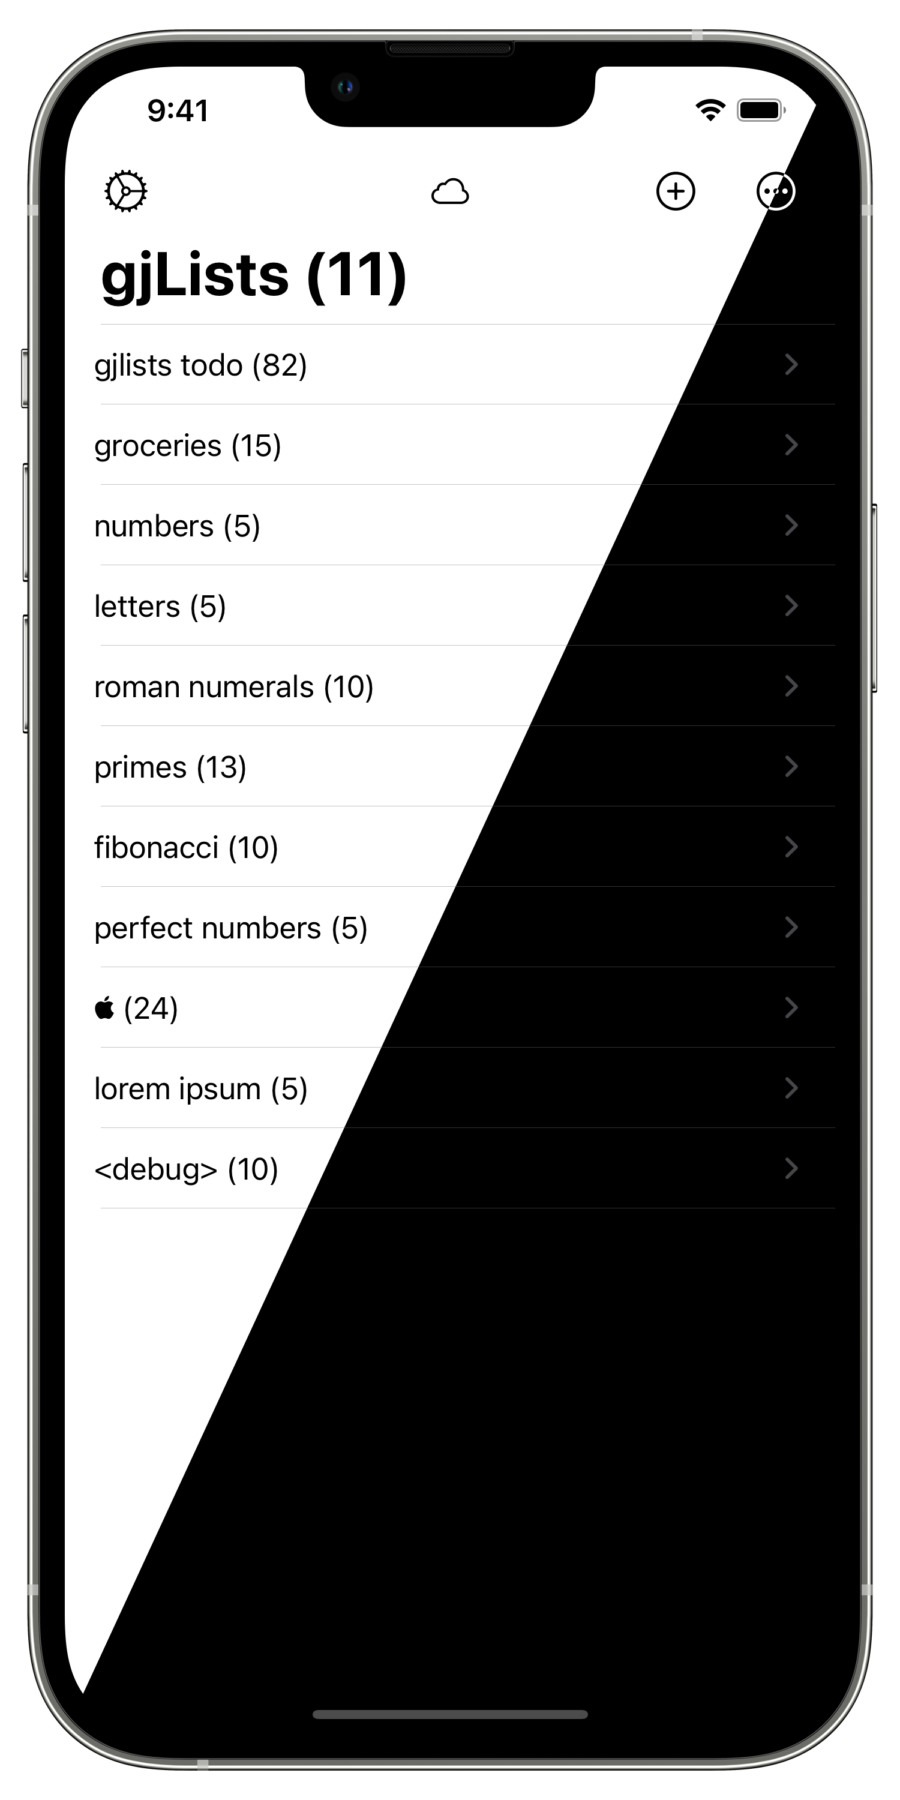 9:41
gjLists (11)
gjlists todo (82)
groceries (15)
numbers (5)
letters (5)
roman numerals (10)
primes (13)
fibonacci (10)
perfect numbers (5)
 (24)
lorem ipsum (5)
<debug> (10)